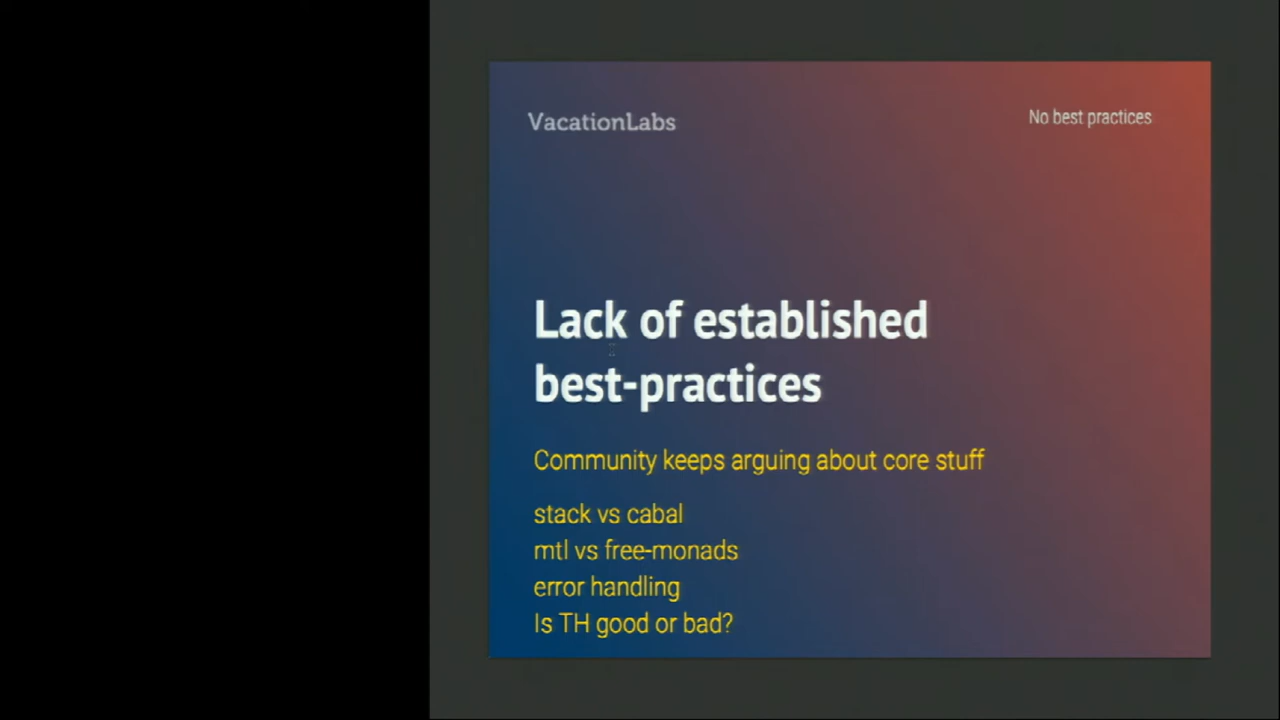 VacationLabs
No best practices
Lack of established
best-practices
Community keeps arguing about core stuff
stack vs cabal
mtl vs free-monads
error handling
Is TH good or bad?